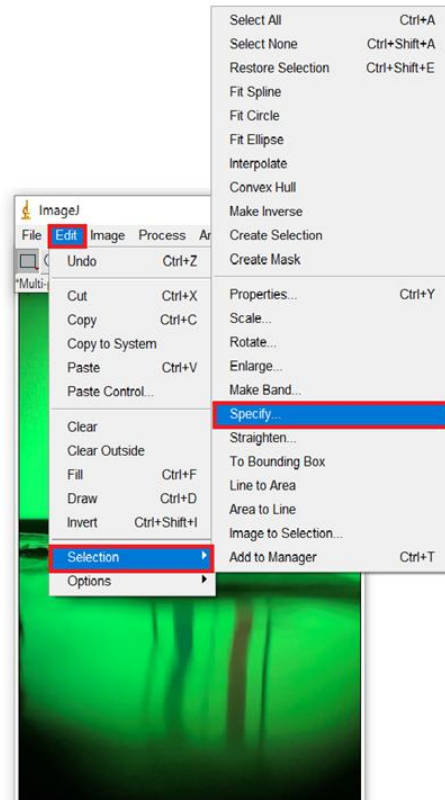 Select All Ctrl+A
Select None Ctrl+Shift+A
Restore Selection Ctrl+Shift+E
Fit Spline
Fit Circle
Fit Ellipse
Interpolate
Convex Hull
Make Inverse
Create Selection
Create Mask
Properties... Ctrl+Y
Scale...
Rotate...
Enlarge...
Make Band...
Specify...
Straighten...
To Bounding Box
Line to Area
Area to Line
Image to Selection...
Add to Manager Ctrl+T
ImageJ
File Edit Image Process
Undo Ctrl+Z
Cut Ctrl+X
Copy Ctrl+C
Copy to System
Paste Ctrl+V
Paste Control...
Clear
Clear Outside
Fill Ctrl+F
Draw Ctrl+D
Invert Ctrl+Shift+I
Selection
Options